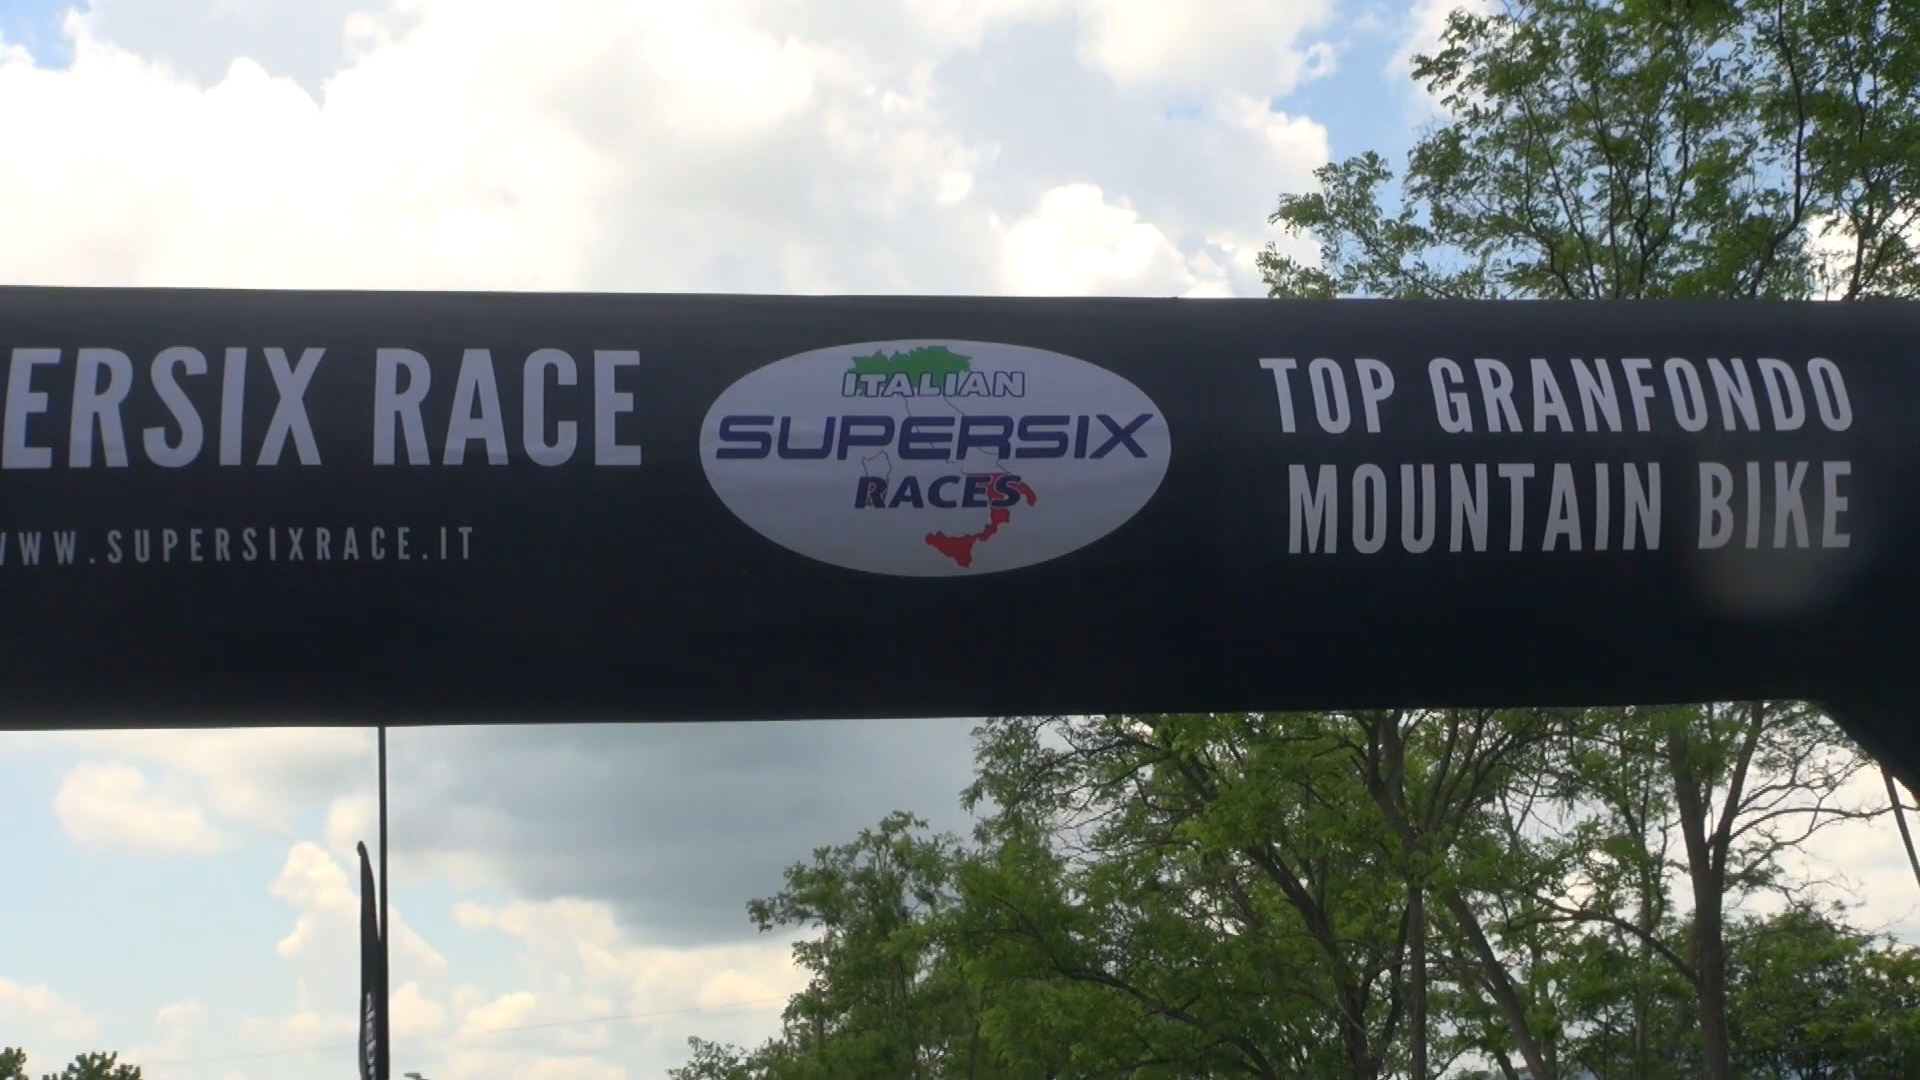 ERSIX RACE
WWW.SUPERSIXRACE.IT
ITALIAN
SUPERSIX
RACES
TOP GRANFONDO
MOUNTAIN BIKE